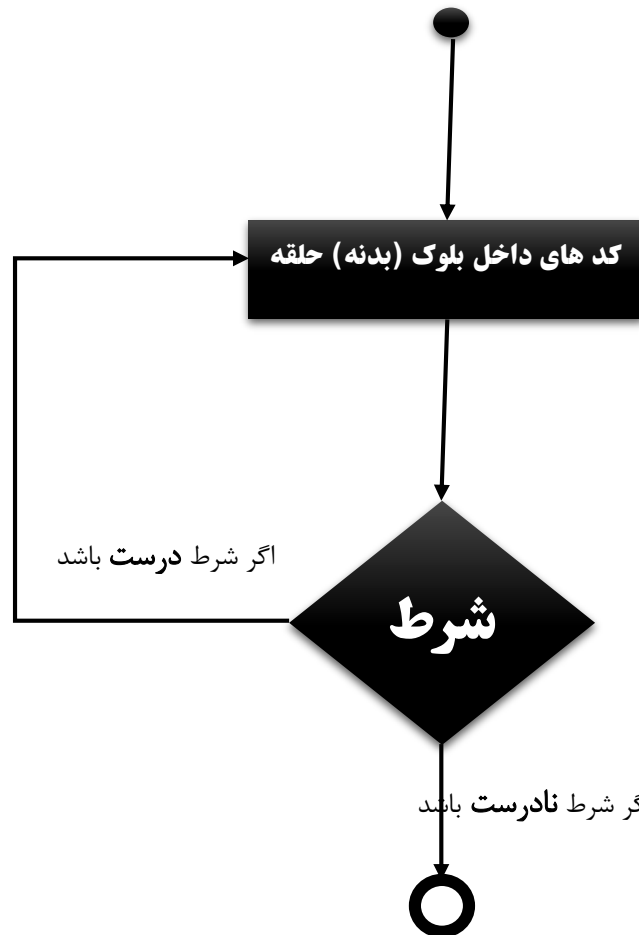 کد های داخل بلوک (بدنه) حلقه
اگر شرط درست باشد
شرط
گر شرط نادرست باشد